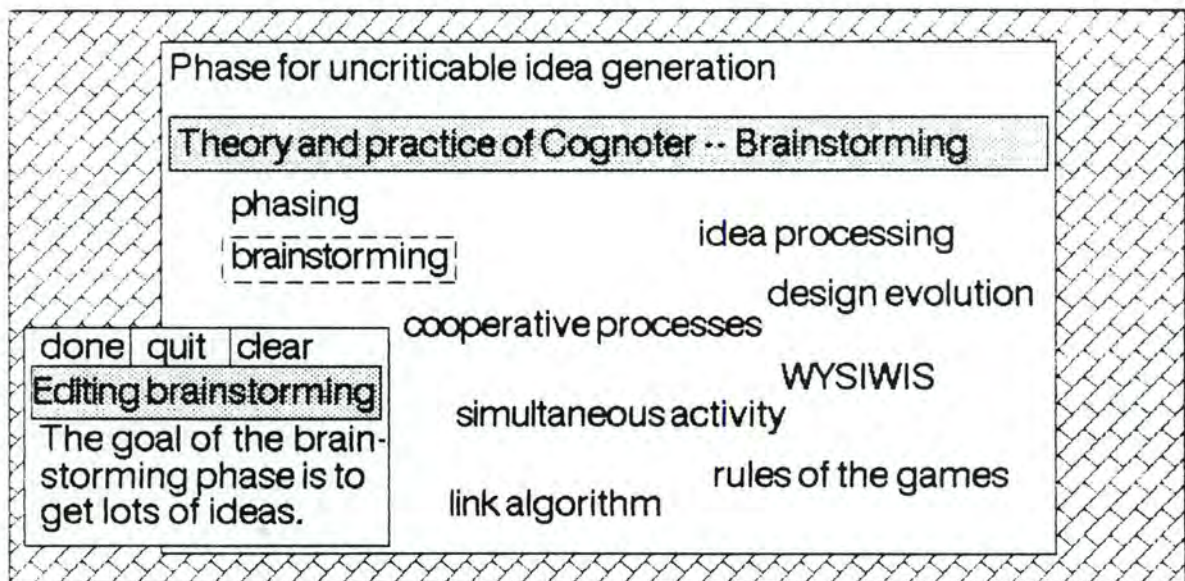 Phase for uncriticable idea generation
Theory and practice of Cognoter -- Brainstorming
phasing
brainstorming
idea processing
design evolution
cooperative processes
WYSIWIS
simultaneous activity
rules of the games
link algorithm
done quit clear
Editing brainstorming
The goal of the brain-
storming phase is to
get lots of ideas.